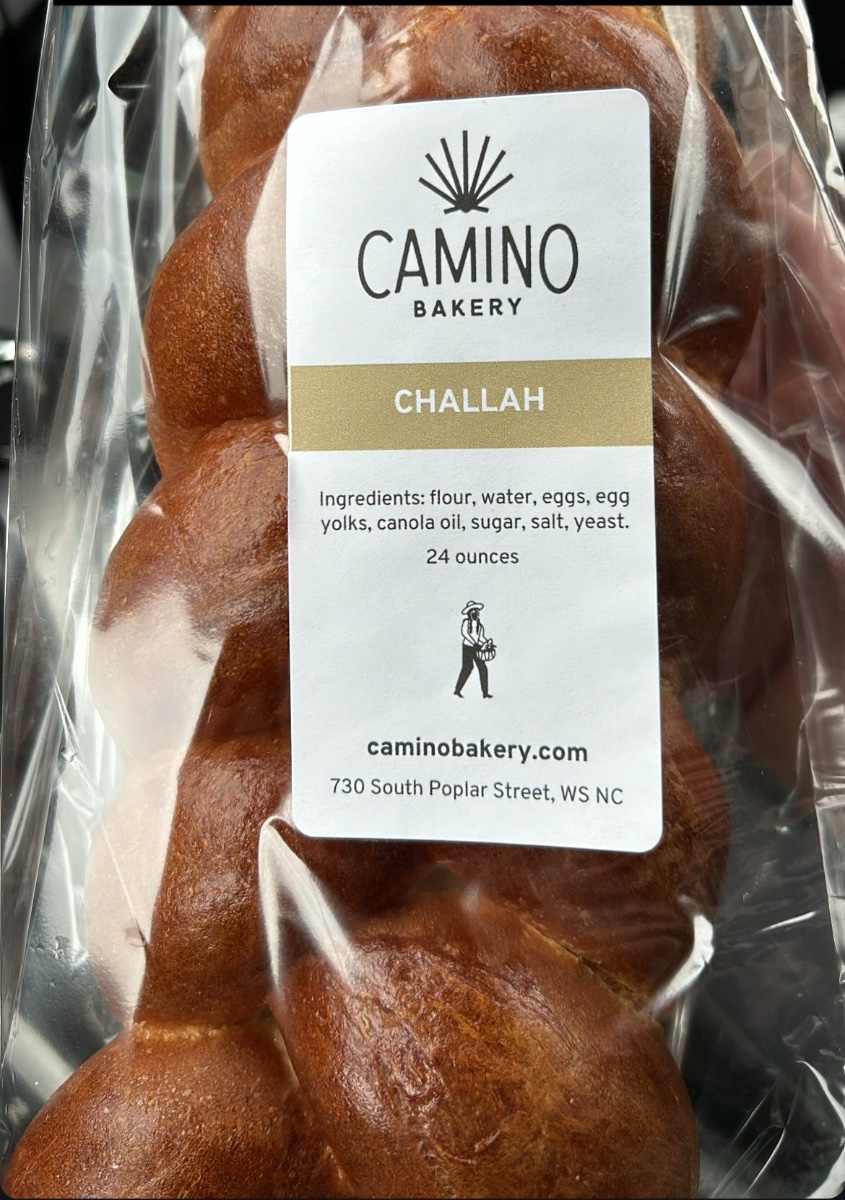 CAMINO
BAKERY
CHALLAH
Ingredients: flour, water, eggs, egg
yolks, canola oil, sugar, salt, yeast.
24 ounces
caminobakery.com
730 South Poplar Street, WS NC